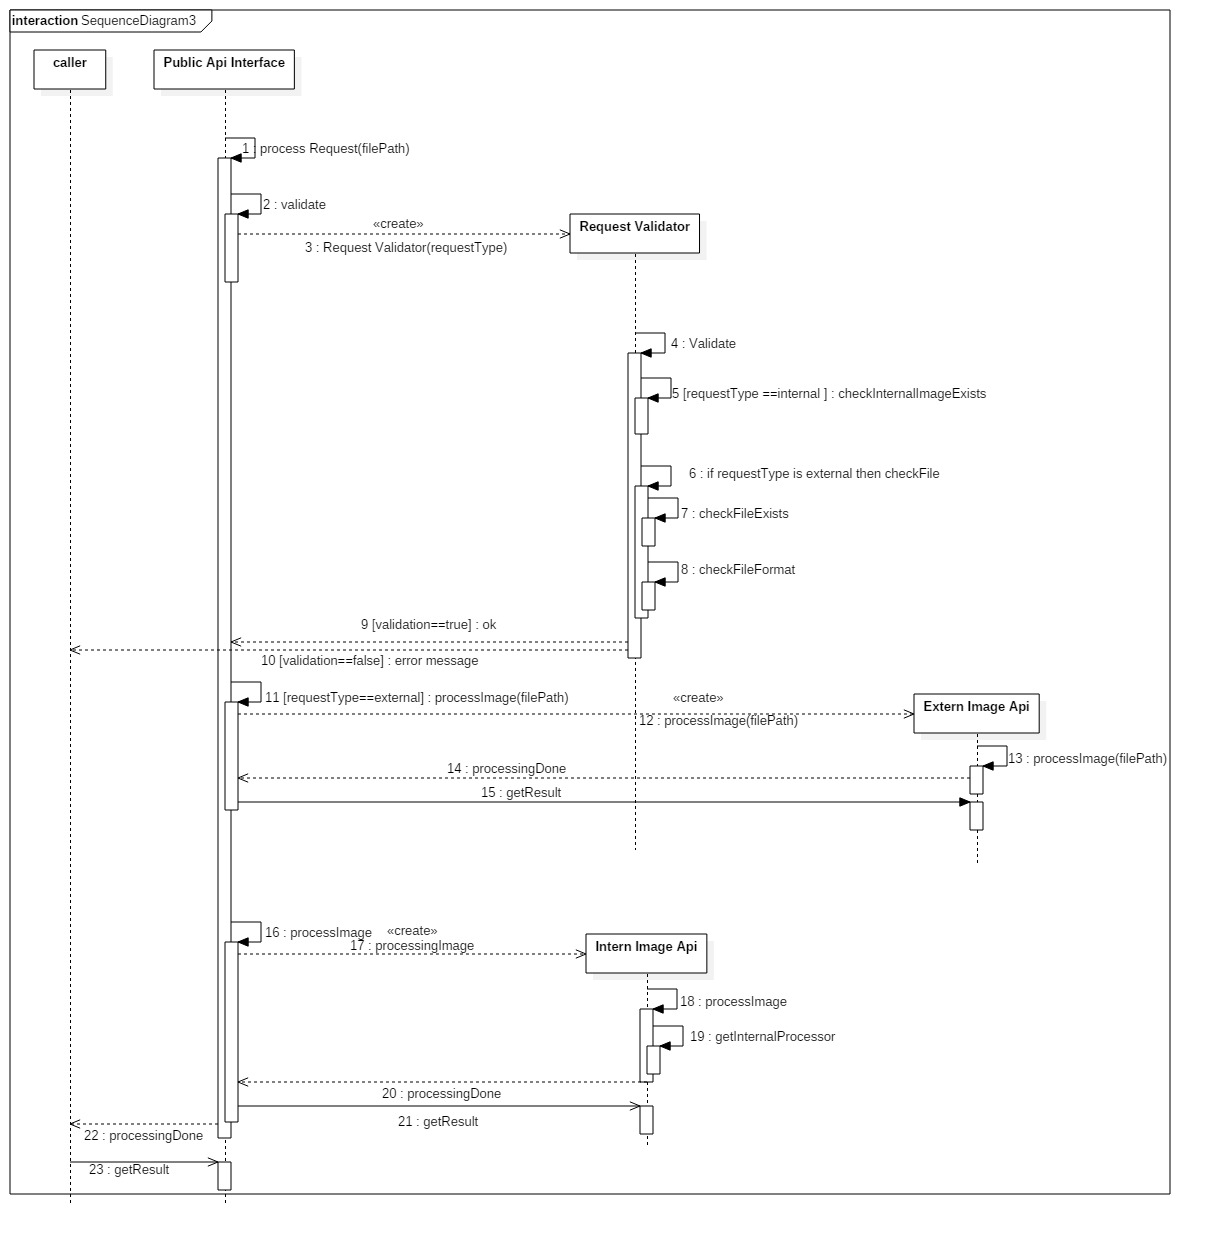 interaction SequenceDiagram3
caller
Public Api Interface
1 : process Request(filePath)
2 : validate
«create»
3 : Request Validator(requestType)
Request Validator
4 : Validate
5 [requestType ==internal ] : checkInternalImageExists
6 : if requestType is external then checkFile
7 : checkFileExists
8 : checkFileFormat
9 [validation==true] : ok
10 [validation==false] : error message
11 [requestType==external] : processImage(filePath)
«create»
12 : processImage(filePath)
Extern Image Api
13 : processImage(filePath)
14 : processingDone
15 : getResult
16 : processImage
«create»
17 : processingImage
Intern Image Api
18 : processImage
19 : getInternalProcessor
20 : processingDone
21 : getResult
22 : processingDone
23 : getResult